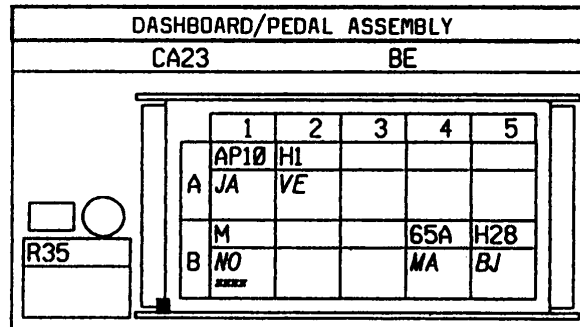 DASHBOARD/PEDAL ASSEMBLY
CA23 BE
1 2 3 4 5
AP10 H1
A JA VE
M 65A H28
R35
B NO MA BJ
****